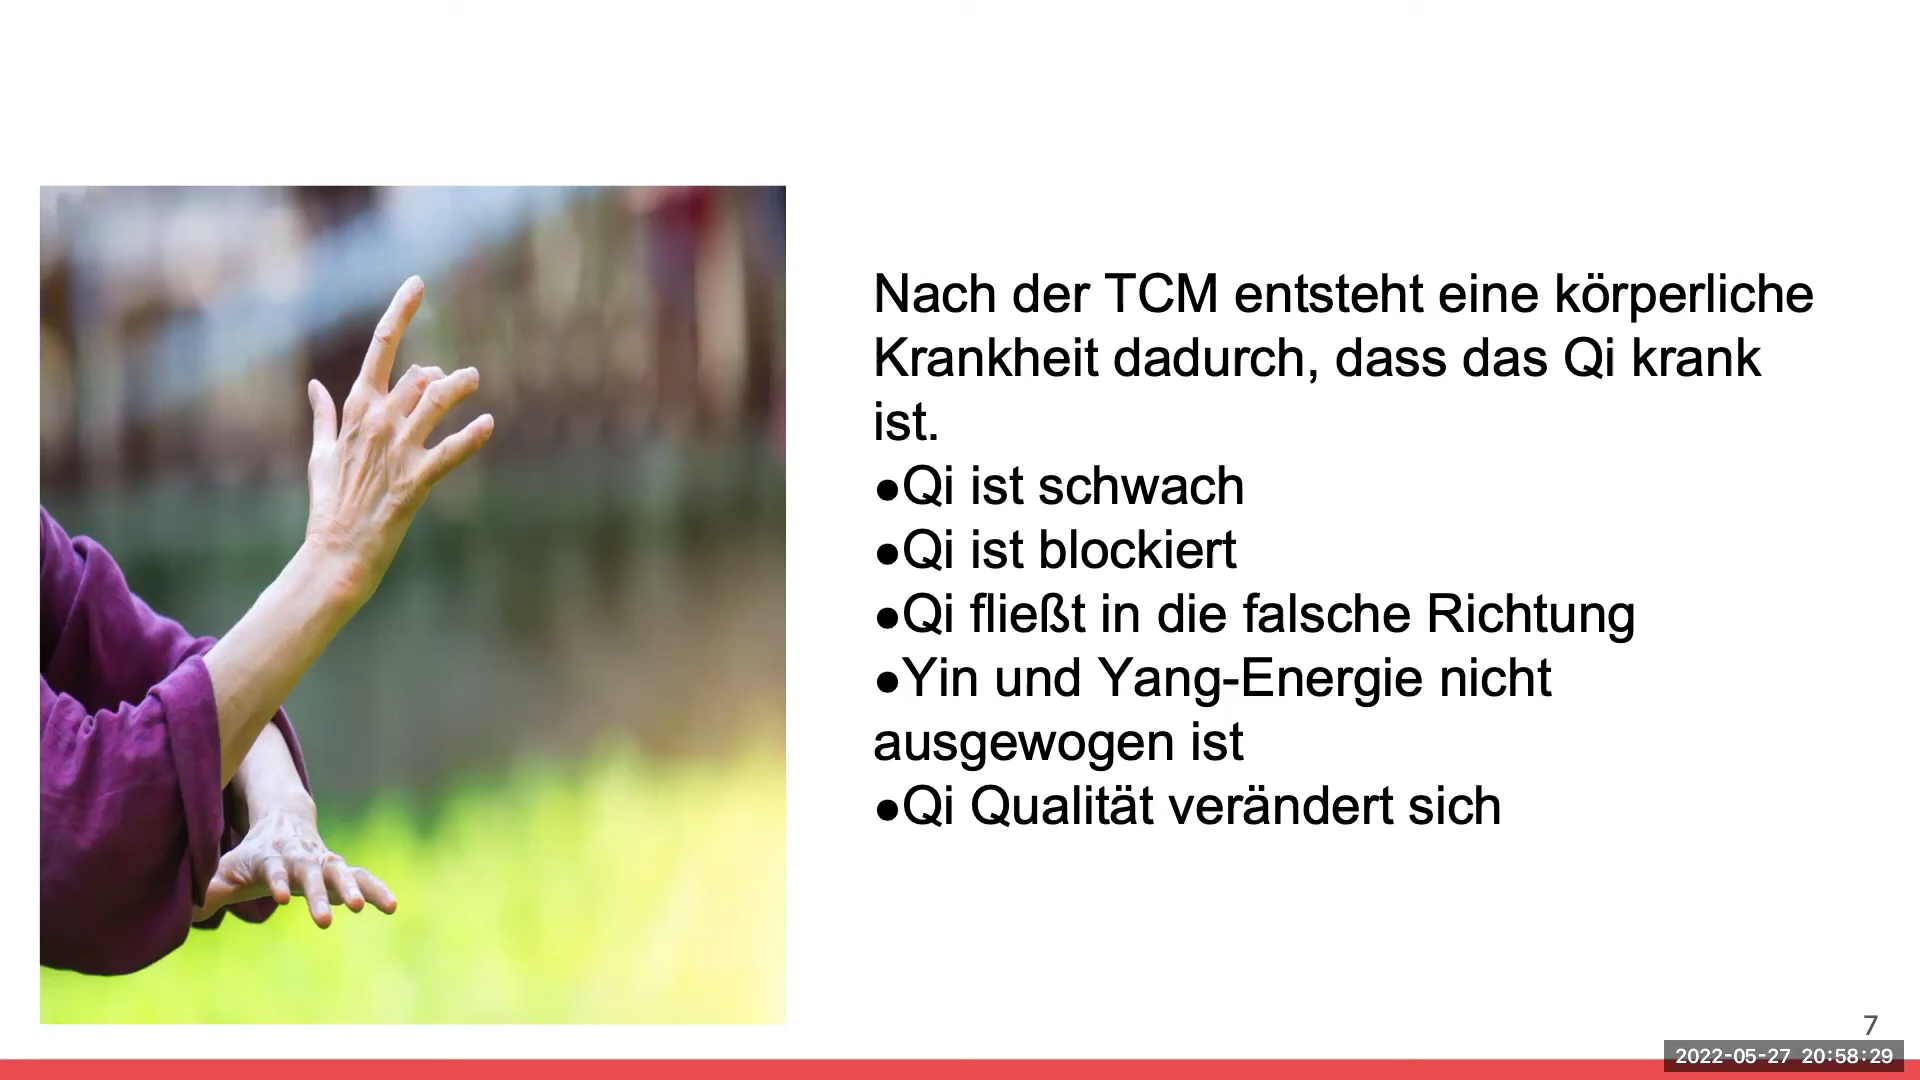 Nach der TCM entsteht eine körperliche
Krankheit dadurch, dass das Qi krank
ist.
●Qi ist schwach
●Qi ist blockiert
●Qi fließt in die falsche Richtung
●Yin und Yang-Energie nicht
ausgewogen ist
●Qi Qualität verändert sich
7
2022-05-27 20:58:29